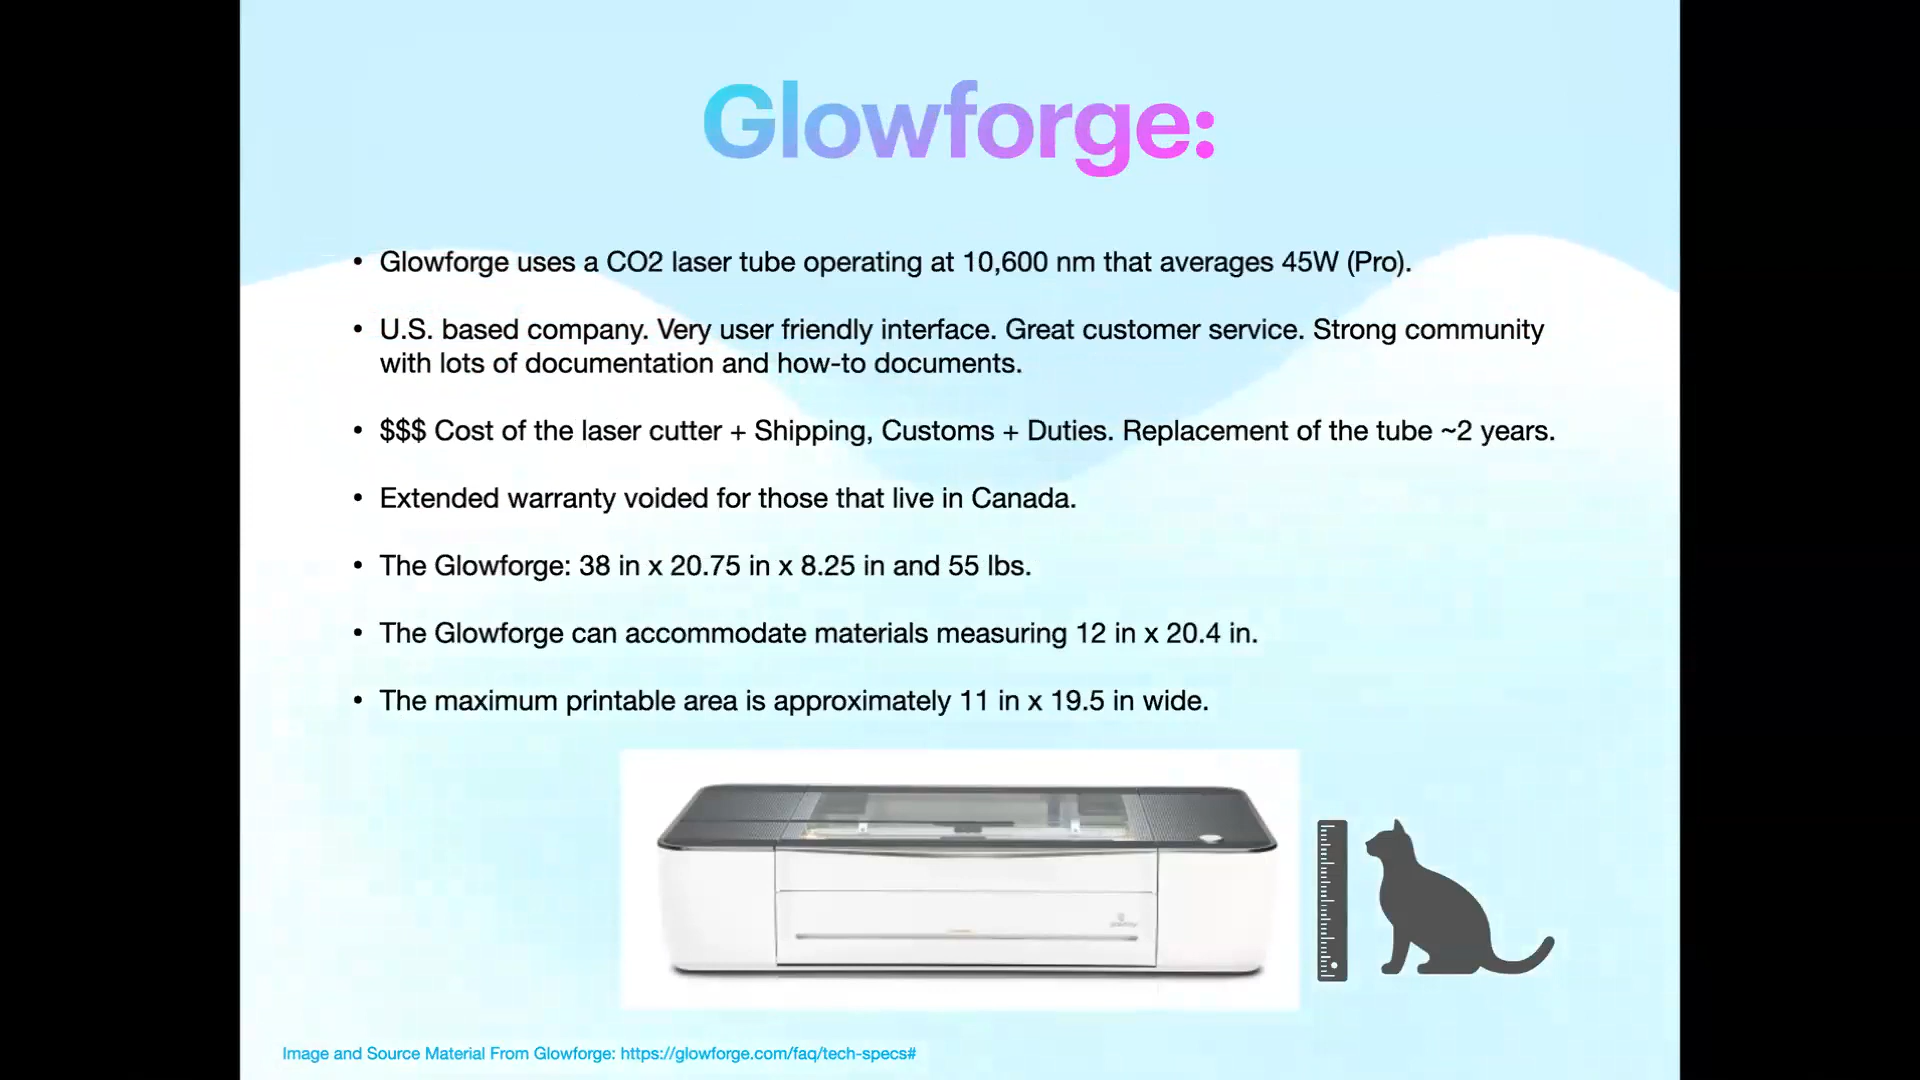 Glowforge:
• Glowforge uses a CO2 laser tube operating at 10,600 nm that averages 45W (Pro).
• U.S. based company. Very user friendly interface. Great customer service. Strong community
with lots of documentation and how-to documents.
• $$$ Cost of the laser cutter + Shipping, Customs + Duties. Replacement of the tube ~2 years.
• Extended warranty voided for those that live in Canada.
• The Glowforge: 38 in x 20.75 in x 8.25 in and 55 lbs.
• The Glowforge can accommodate materials measuring 12 in x 20.4 in.
• The maximum printable area is approximately 11 in x 19.5 in wide.
Image and Source Material From Glowforge: https://glowforge.com/faq/tech-specs#